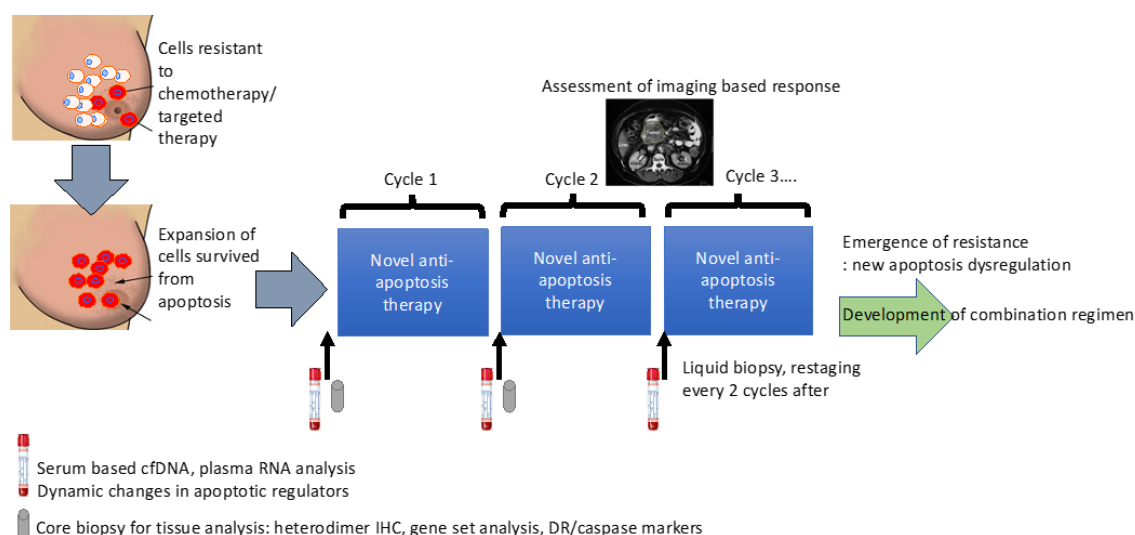 Cells resistant
to
chemotherapy/
targeted
therapy
Expansion of
cells survived
from
apoptosis
Assessment of imaging based response
Cycle 1
Cycle 2
Cycle 3....
Novel anti-
apoptosis
therapy
Novel anti-
apoptosis
therapy
Novel anti-
apoptosis
therapy
Emergence of resistance
: new apoptosis dysregulation
Development of combination regimen
Liquid biopsy, restaging
every 2 cycles after
Serum based cfDNA, plasma RNA analysis
Dynamic changes in apoptotic regulators
Core biopsy for tissue analysis: heterodimer IHC, gene set analysis, DR/caspase markers